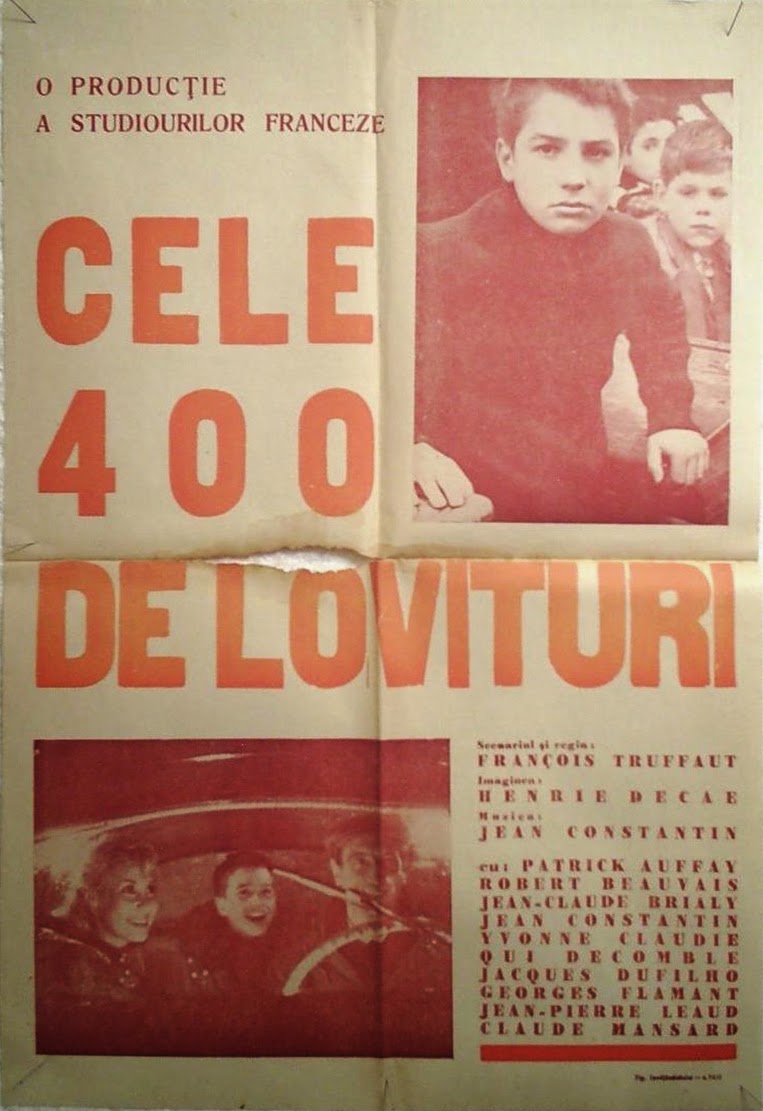 O PRODUCŢIE
A STUDIOURILOR FRANCEZE
CELE
400
DE LOVITURI
Scenariul şi regia:
FRANÇOIS TRUFFAUT
Imaginea:
HENRIE DECAE
Muzica:
JEAN CONSTANTIN
cu: PATRICK AUFFAY
ROBERT BEAUVAIS
JEAN-CLAUDE BRIALY
JEAN CONSTANTIN
YVONNE CLAUDIE
QUI DECOMBLE
JACQUES DUFILHO
GEORGES FLAMANT
JEAN-PIERRE LEAUD
CLAUDE MANSARD